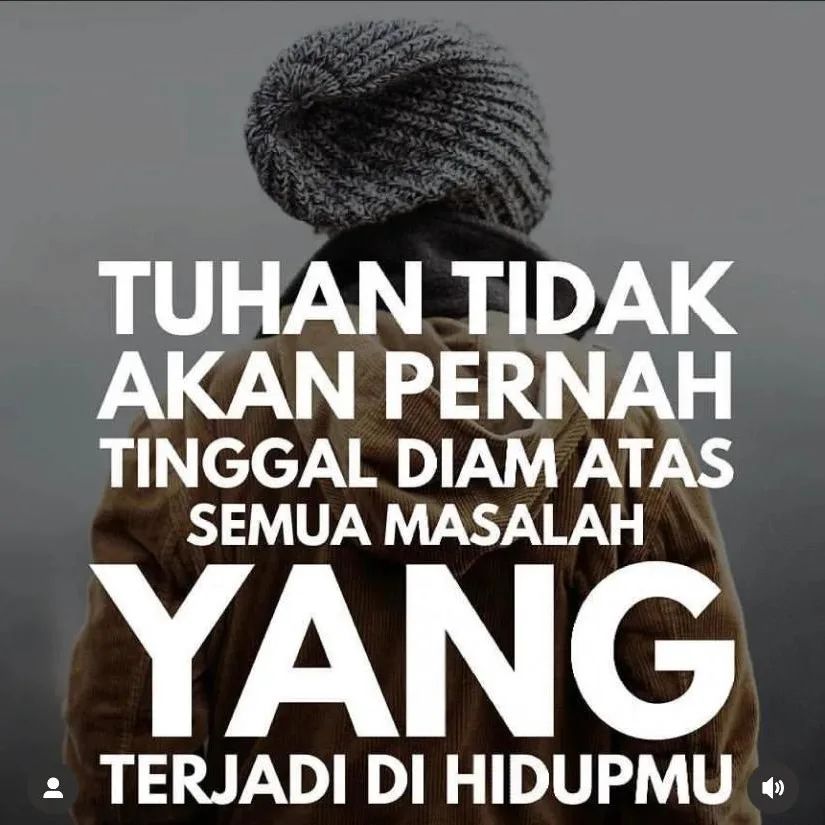 TUHAN TIDAK
AKAN PERNAH
TINGGAL DIAM ATAS
SEMUA MASALAH
YANG
TERJADI DI HIDUPMU